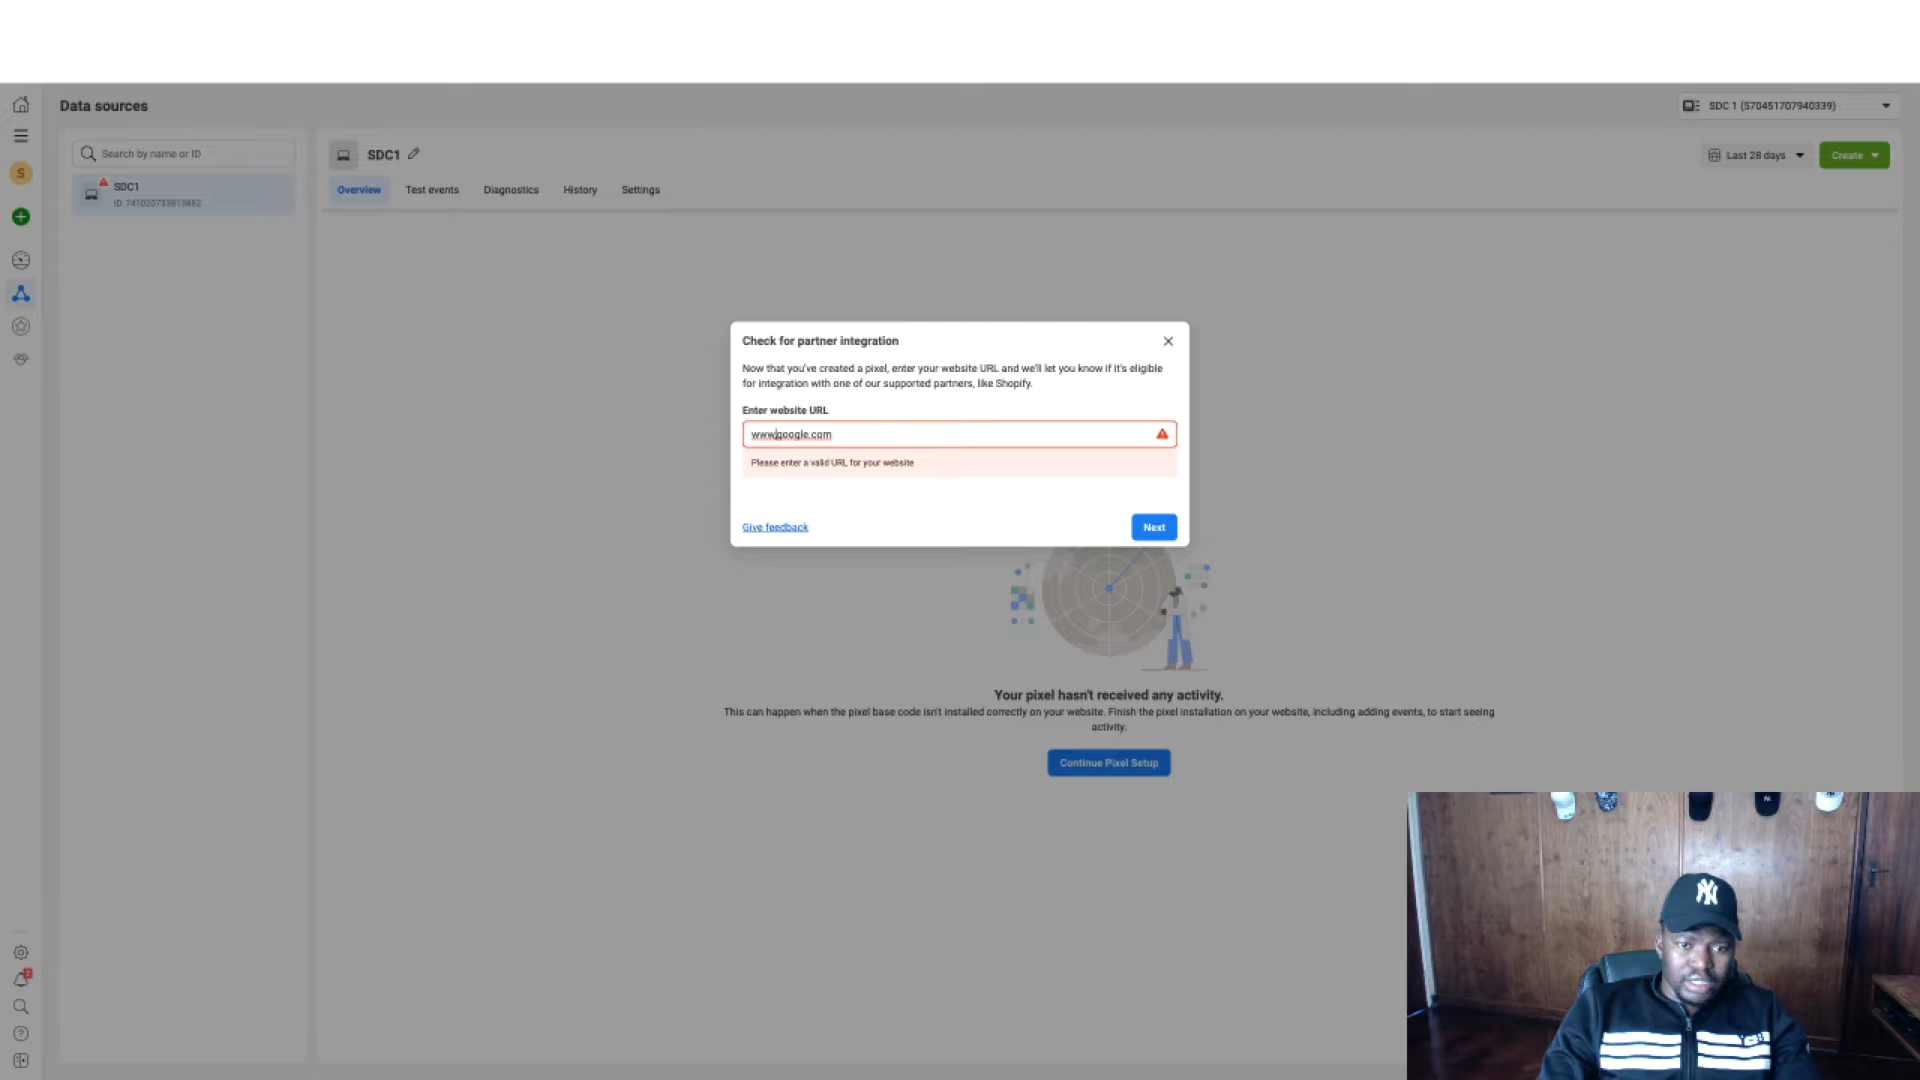 Data sources
SDC 1 (570451707940339)
Search by name or ID
SDC1
Last 28 days
Create
S
SDC1
ID: 741020733813882
Overview
Test events
Diagnostics
History
Settings
Check for partner integration
Now that you've created a pixel, enter your website URL and we'll let you know if it's eligible
for integration with one of our supported partners, like Shopify.
Enter website URL
www.google.com
Please enter a valid URL for your website
Give feedback
Next
Your pixel hasn't received any activity.
This can happen when the pixel base code isn't installed correctly on your website. Finish the pixel installation on your website, including adding events, to start seeing
activity.
Continue Pixel Setup
NY